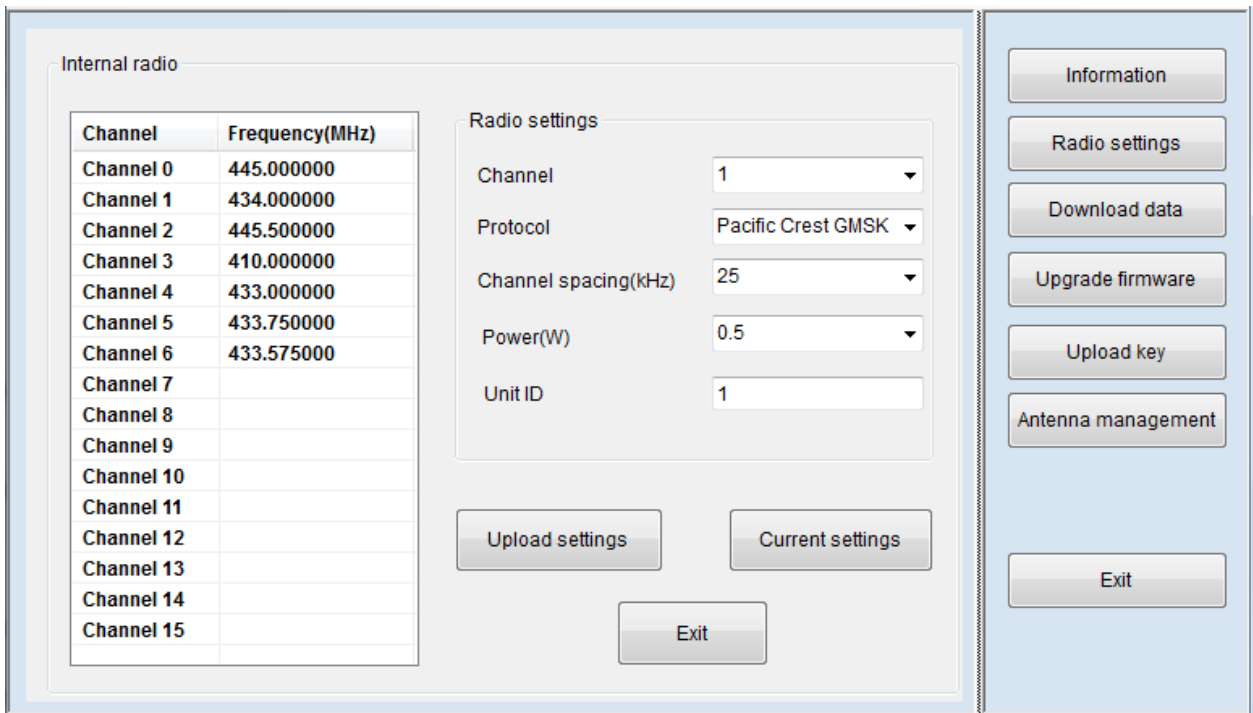 Internal radio
Channel Frequency(MHz)
Channel 0 445.000000
Channel 1 434.000000
Channel 2 445.500000
Channel 3 410.000000
Channel 4 433.000000
Channel 5 433.750000
Channel 6 433.575000
Channel 7
Channel 8
Channel 9
Channel 10
Channel 11
Channel 12
Channel 13
Channel 14
Channel 15
Radio settings
Channel 1
Protocol Pacific Crest GMSK
Channel spacing(kHz) 25
Power(W) 0.5
Unit ID 1
Upload settings Current settings
Exit
Information
Radio settings
Download data
Upgrade firmware
Upload key
Antenna management
Exit